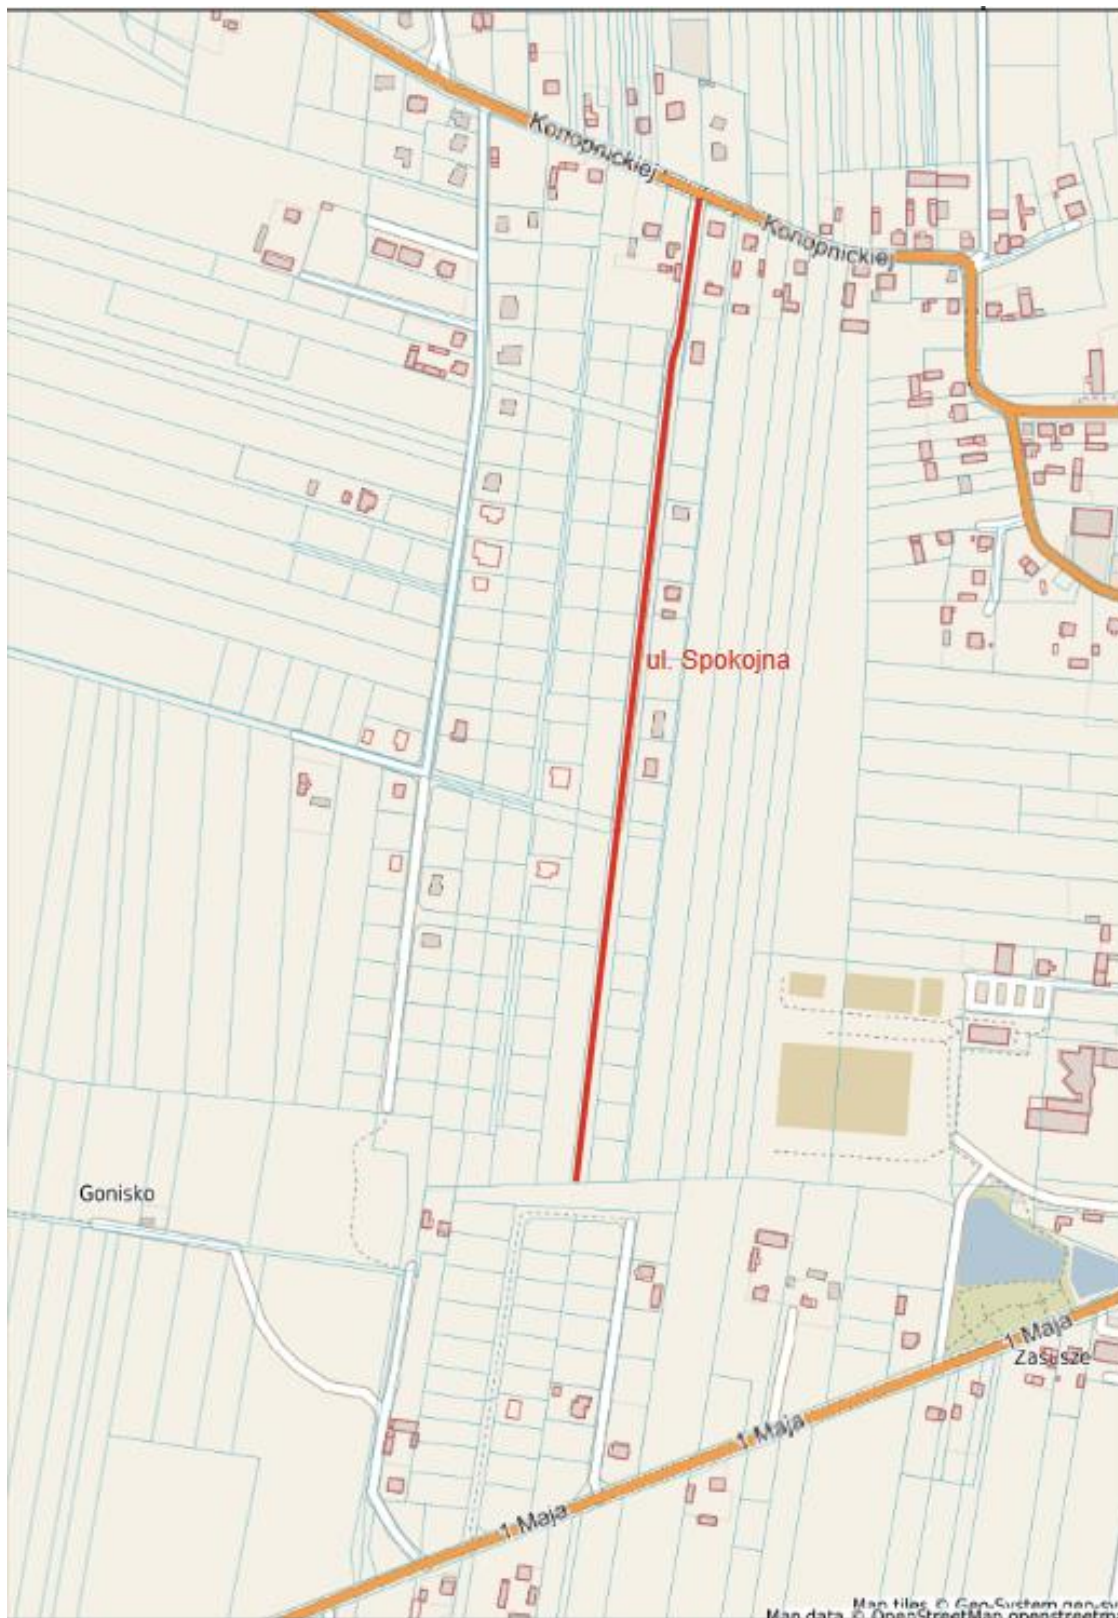 Konopnickiej
Konopnickiej
ul. Spokojna
Gonisko
1 Maja
Zasusze
1 Maja
1 Maja
Map tiles © Geo-System
Map data © OpenStreetMap